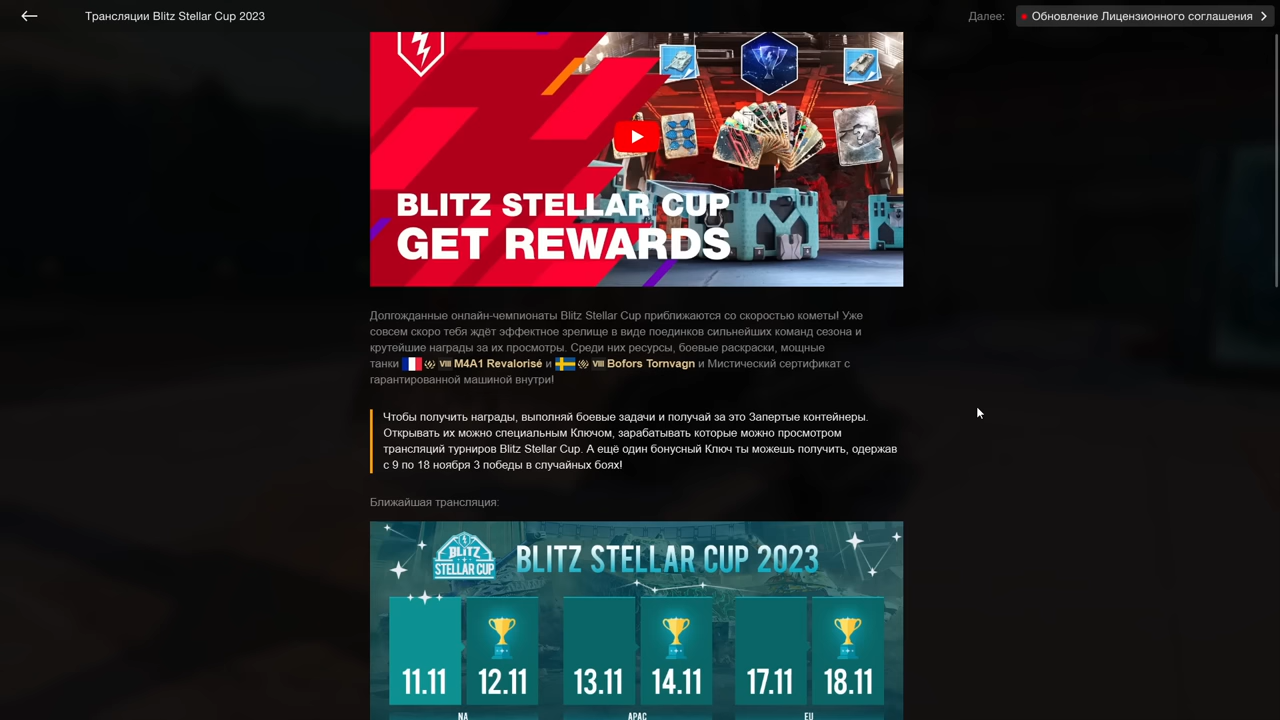 Трансляции Blitz Stellar Cup 2023
Далее:
Обновление Лицензионного соглашения
BLITZ STELLAR CUP
GET REWARDS
Долгожданные онлайн-чемпионаты Blitz Stellar Cup приближаются со скоростью кометы! Уже
совсем скоро тебя ждёт эффектное зрелище в виде поединков сильнейших команд сезона и
крутейшие награды за их просмотры. Среди них ресурсы, боевые раскраски, мощные
танки VIII M4A1 Revalorisé и VIII Bofors Tornvagn и Мистический сертификат с
гарантированной машиной внутри!
Чтобы получить награды, выполняй боевые задачи и получай за это Запертые контейнеры.
Открывать их можно специальным Ключом, зарабатывать которые можно просмотром
трансляций турниров Blitz Stellar Cup. А ещё один бонусный Ключ ты можешь получить, одержав
с 9 по 18 ноября 3 победы в случайных боях!
Ближайшая трансляция:
BLITZ
STELLAR CUP
BLITZ STELLAR CUP 2023
11.11 12.11 13.11 14.11 17.11 18.11
NA APAC EU